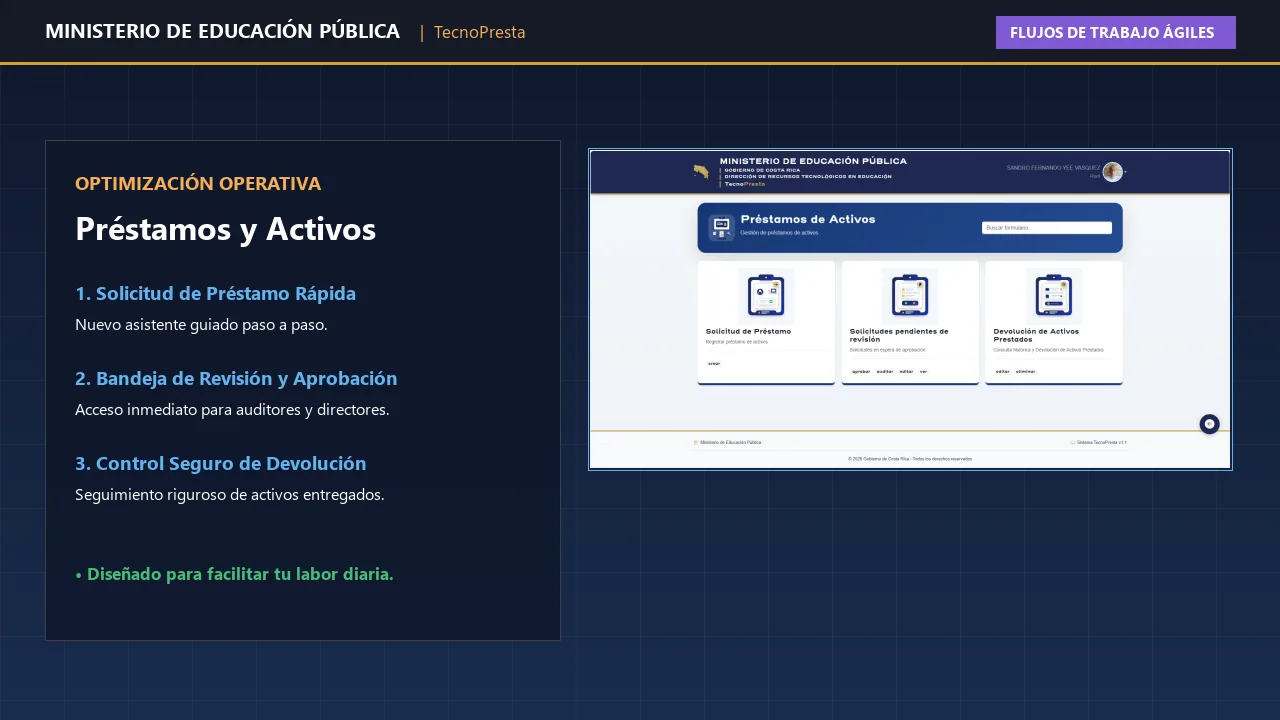 MINISTERIO DE EDUCACIÓN PÚBLICA | TecnoPresta
FLUJOS DE TRABAJO ÁGILES
OPTIMIZACIÓN OPERATIVA
Préstamos y Activos
1. Solicitud de Préstamo Rápida
Nuevo asistente guiado paso a paso.
2. Bandeja de Revisión y Aprobación
Acceso inmediato para auditores y directores.
3. Control Seguro de Devolución
Seguimiento riguroso de activos entregados.
• Diseñado para facilitar tu labor diaria.
MINISTERIO DE EDUCACIÓN PÚBLICA
GOBIERNO DE COSTA RICA
DIRECCIÓN DE RECURSOS TECNOLÓGICOS EN EDUCACIÓN
TecnoPresta
SANDRO FERNANDO YEE VASQUEZ
Préstamos de Activos
Gestión de préstamos de activos
Buscar formulario...
Solicitud de Préstamo
Registrar préstamo de activos
crear
Solicitudes pendientes de
revisión
Solicitudes en espera de aprobación
aprobar auditar editar ver
Devolución de Activos
Prestados
Consulta histórica y Devolución de Activos Prestados
editar eliminar
Ministerio de Educación Pública
Sistema TecnoPresta v1.1
© 2026 Gobierno de Costa Rica - Todos los derechos reservados